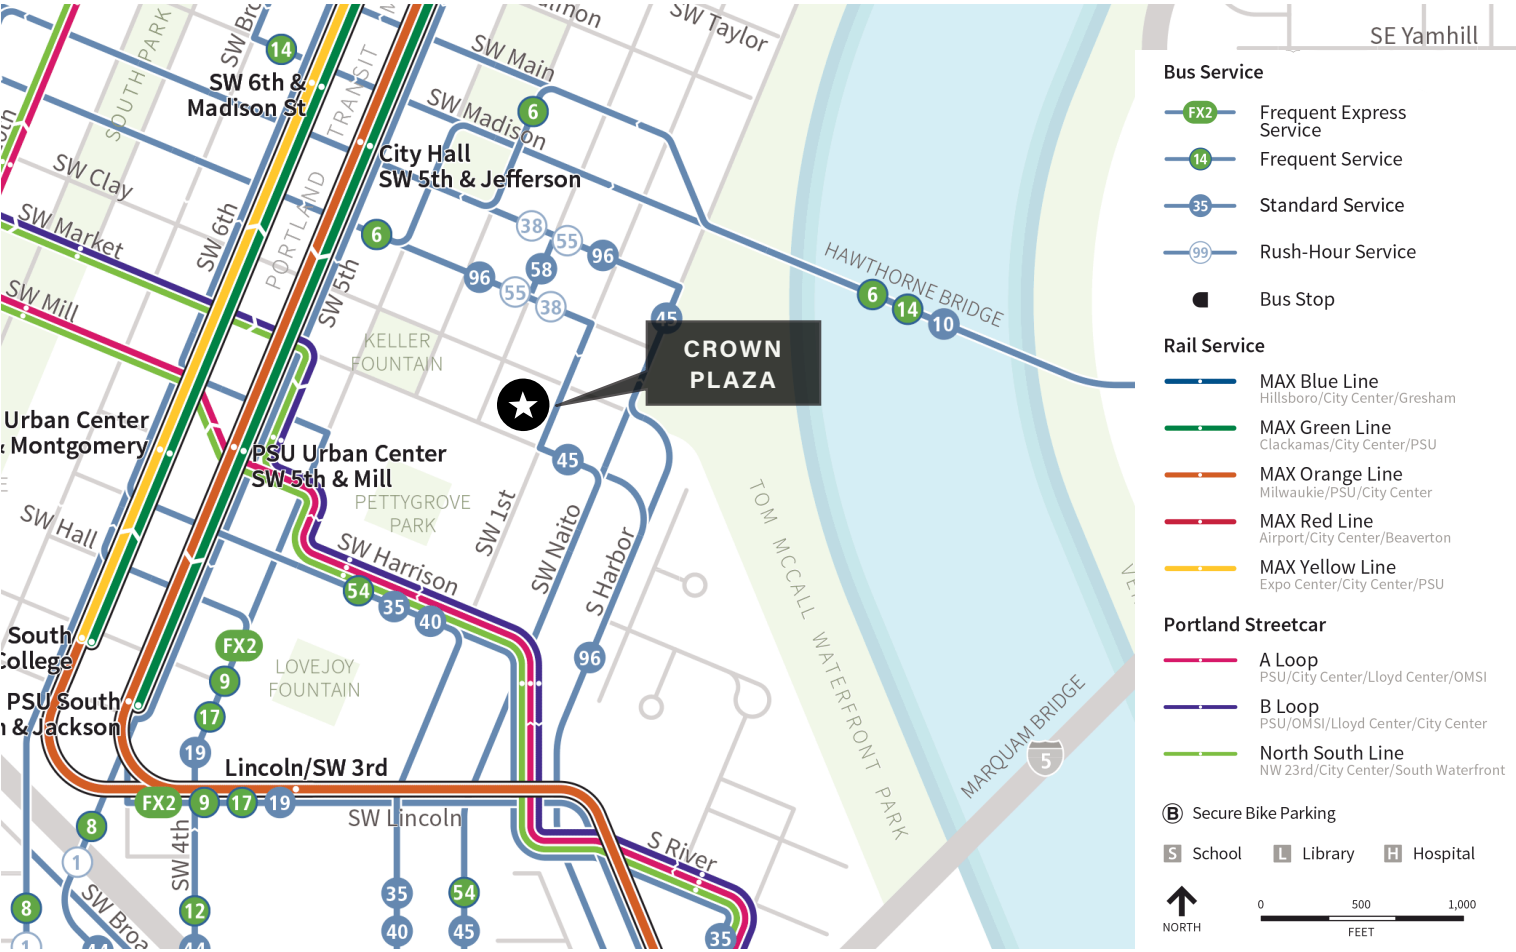 SW Taylor
SE Yamhill
SW Main
14
SW 6th &
Madison St
SOUTH PARK
TRANSIT
PORTLAND
6
SW Madison
City Hall
SW 5th & Jefferson
SW Clay
SW Market
SW 6th
6
38
55
96
58
96
55
38
SW Mill
SW 5th
45
HAWTHORNE BRIDGE
6
14
10
KELLER
FOUNTAIN
CROWN
PLAZA
Urban Center
& Montgomery
PSU Urban Center
SW 5th & Mill
45
PETTYGROVE
PARK
SW Hall
SW 1st
SW Naito
S Harbor
SW Harrison
54
35
40
TOM MCCALL WATERFRONT PARK
South
College
FX2
9
17
19
LOVEJOY
FOUNTAIN
96
PSU South
& Jackson
Lincoln/SW 3rd
FX2
9
17
19
SW Lincoln
8
1
SW 4th
S River
MARQUAM BRIDGE
5
8
12
35
54
SW Broa
1
44
44
40
45
35
Bus Service
FX2
Frequent Express
Service
14
Frequent Service
35
Standard Service
99
Rush-Hour Service
Bus Stop
Rail Service
MAX Blue Line
Hillsboro/City Center/Gresham
MAX Green Line
Clackamas/City Center/PSU
MAX Orange Line
Milwaukie/PSU/City Center
MAX Red Line
Airport/City Center/Beaverton
MAX Yellow Line
Expo Center/City Center/PSU
Portland Streetcar
A Loop
PSU/City Center/Lloyd Center/OMSI
B Loop
PSU/OMSI/Lloyd Center/City Center
North South Line
NW 23rd/City Center/South Waterfront
B Secure Bike Parking
S School
L Library
H Hospital
NORTH
0 500 1,000
FEET